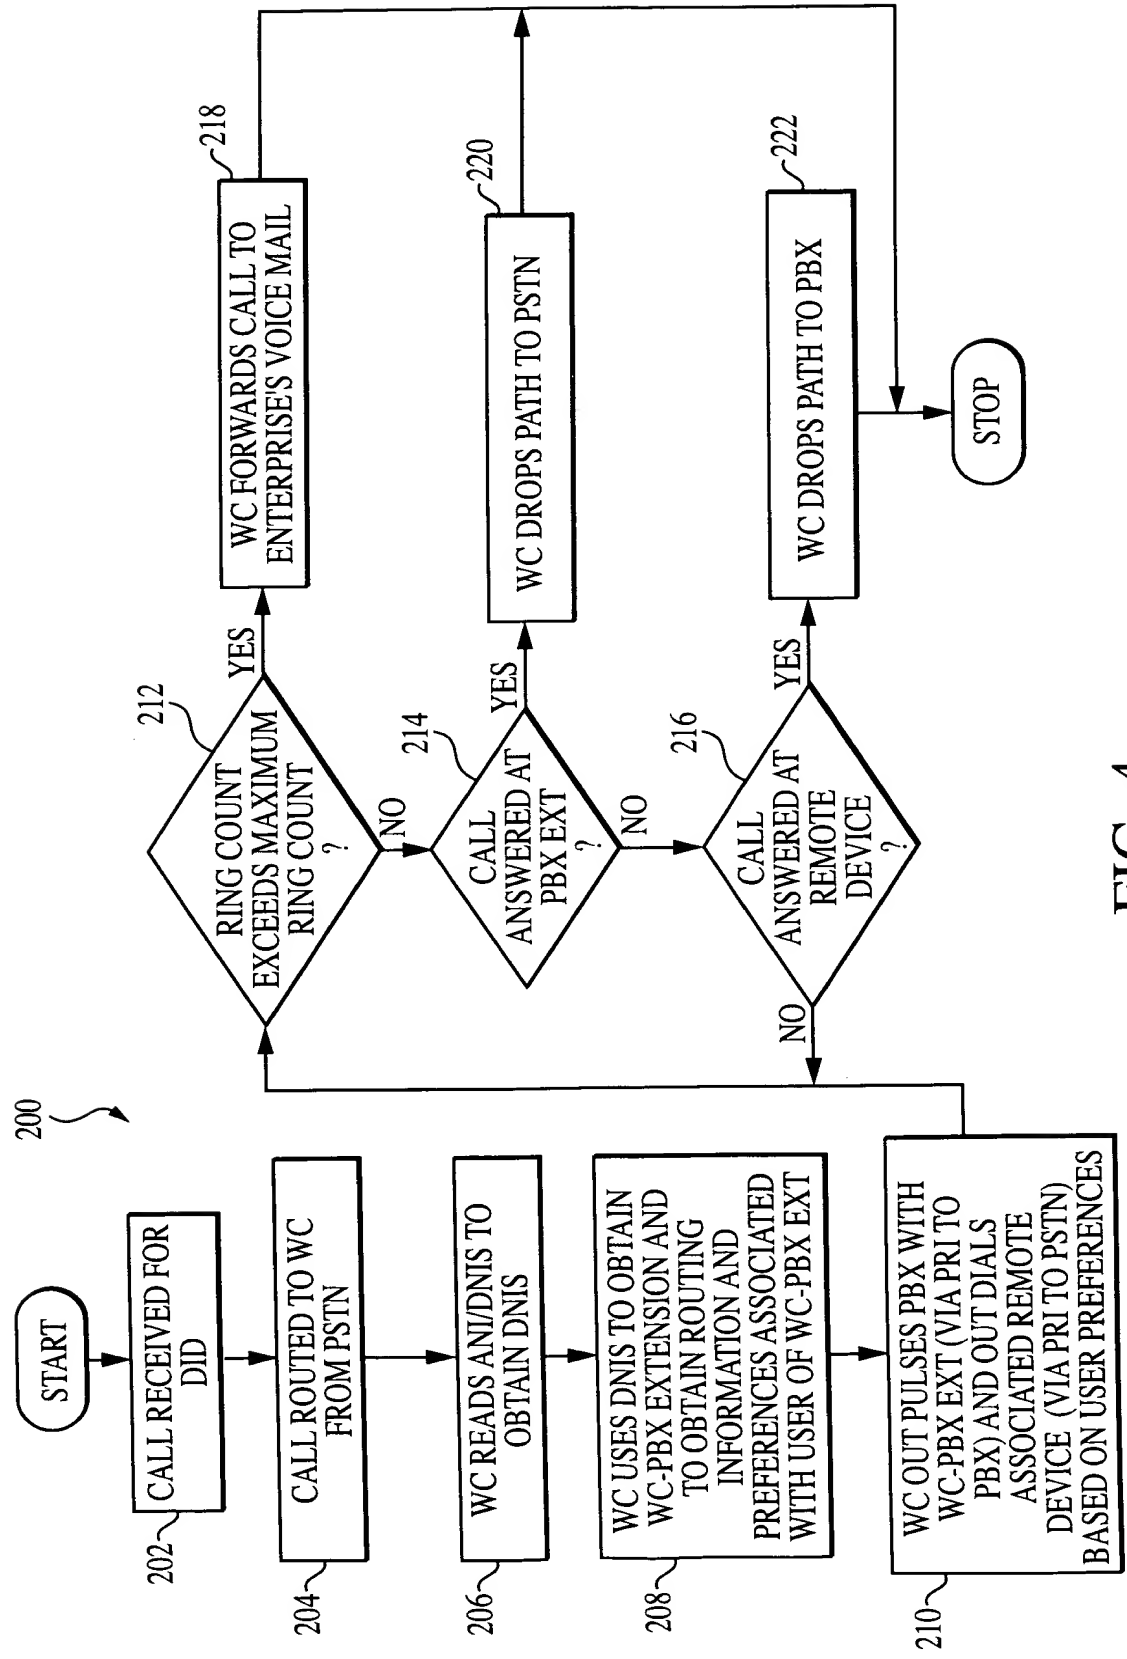 200
START
CALL RECEIVED FOR
DID
202
CALL ROUTED TO WC
FROM PSTN
204
WC READS ANI/DNIS TO
OBTAIN DNIS
206
WC USES DNIS TO OBTAIN
WC-PBX EXTENSION AND
TO OBTAIN ROUTING
INFORMATION AND
PREFERENCES ASSOCIATED
WITH USER OF WC-PBX EXT
208
WC OUT PULSES PBX WITH
WC-PBX EXT (VIA PRI TO
PBX) AND OUT DIALS
ASSOCIATED REMOTE
DEVICE (VIA PRI TO PSTN)
BASED ON USER PREFERENCES
210
RING COUNT
EXCEEDS MAXIMUM
RING COUNT
?
212
YES
NO
WC FORWARDS CALL TO
ENTERPRISE'S VOICE MAIL
218
CALL
ANSWERED AT
PBX EXT
?
214
YES
NO
WC DROPS PATH TO PSTN
220
CALL
ANSWERED AT
REMOTE
DEVICE
?
216
YES
NO
WC DROPS PATH TO PBX
222
STOP